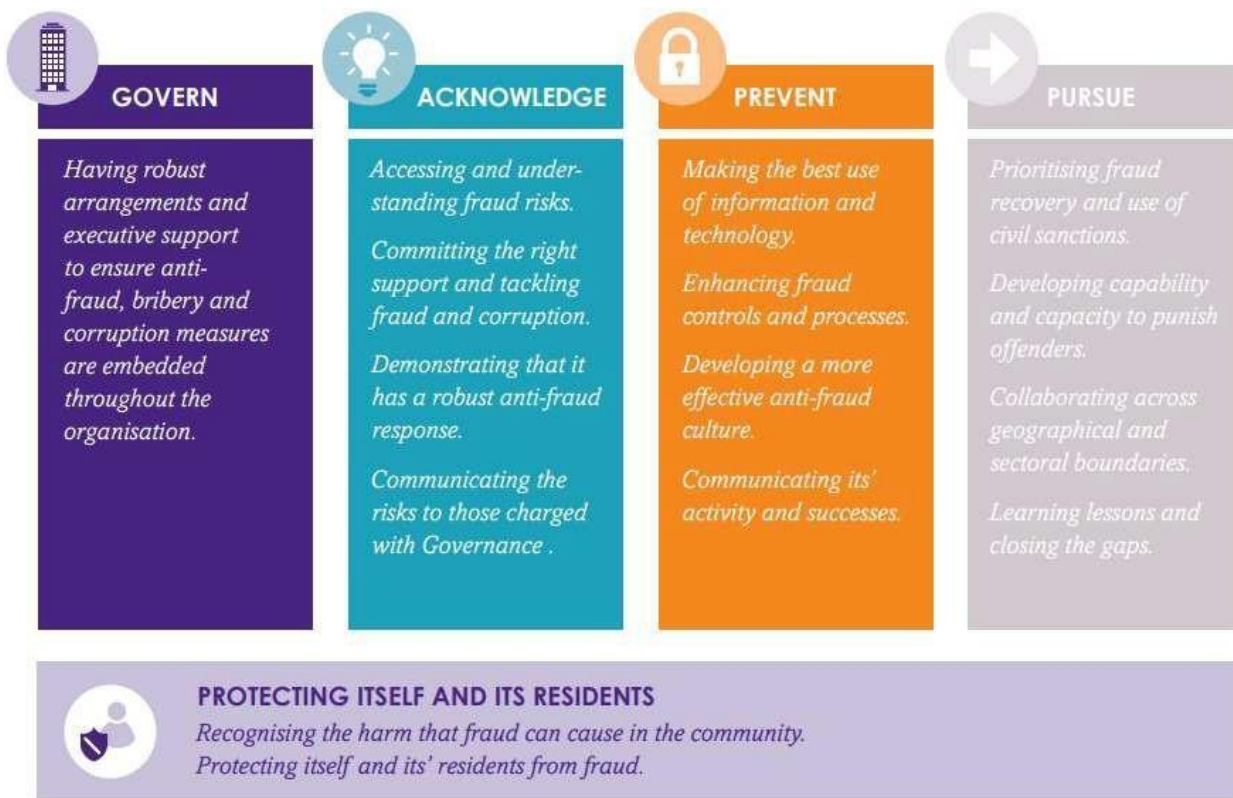 GOVERN
Having robust
arrangements and
executive support
to ensure anti-
fraud, bribery and
corruption measures
are embedded
throughout the
organisation.
ACKNOWLEDGE
Accessing and under-
standing fraud risks.
Committing the right
support and tackling
fraud and corruption.
Demonstrating that it
has a robust anti-fraud
response.
Communicating the
risks to those charged
with Governance .
PREVENT
Making the best use
of information and
technology.
Enhancing fraud
controls and processes.
Developing a more
effective anti-fraud
culture.
Communicating its’
activity and successes.
PURSUE
Prioritising fraud
recovery and use of
civil sanctions.
Developing capability
and capacity to punish
offenders.
Collaborating across
geographical and
sectoral boundaries.
Learning lessons and
closing the gaps.
PROTECTING ITSELF AND ITS RESIDENTS
Recognising the harm that fraud can cause in the community.
Protecting itself and its’ residents from fraud.